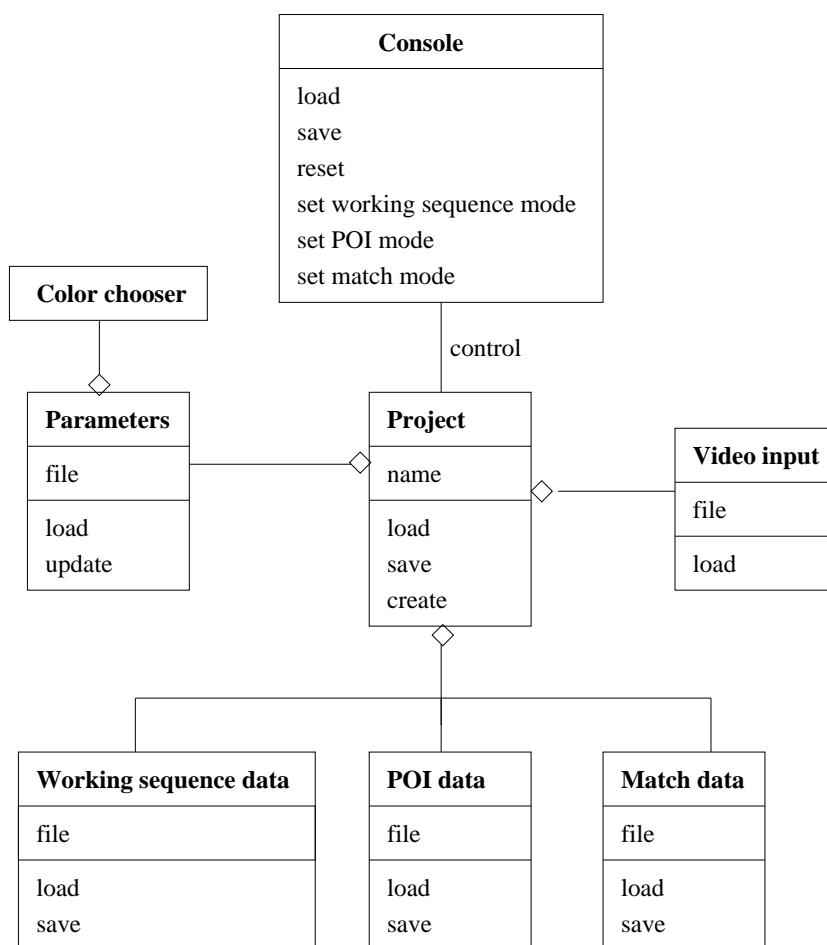 Console
load
save
reset
set working sequence mode
set POI mode
set match mode
Color chooser
control
Parameters
file
load
update
Project
name
load
save
create
Video input
file
load
Working sequence data
file
load
save
POI data
file
load
save
Match data
file
load
save